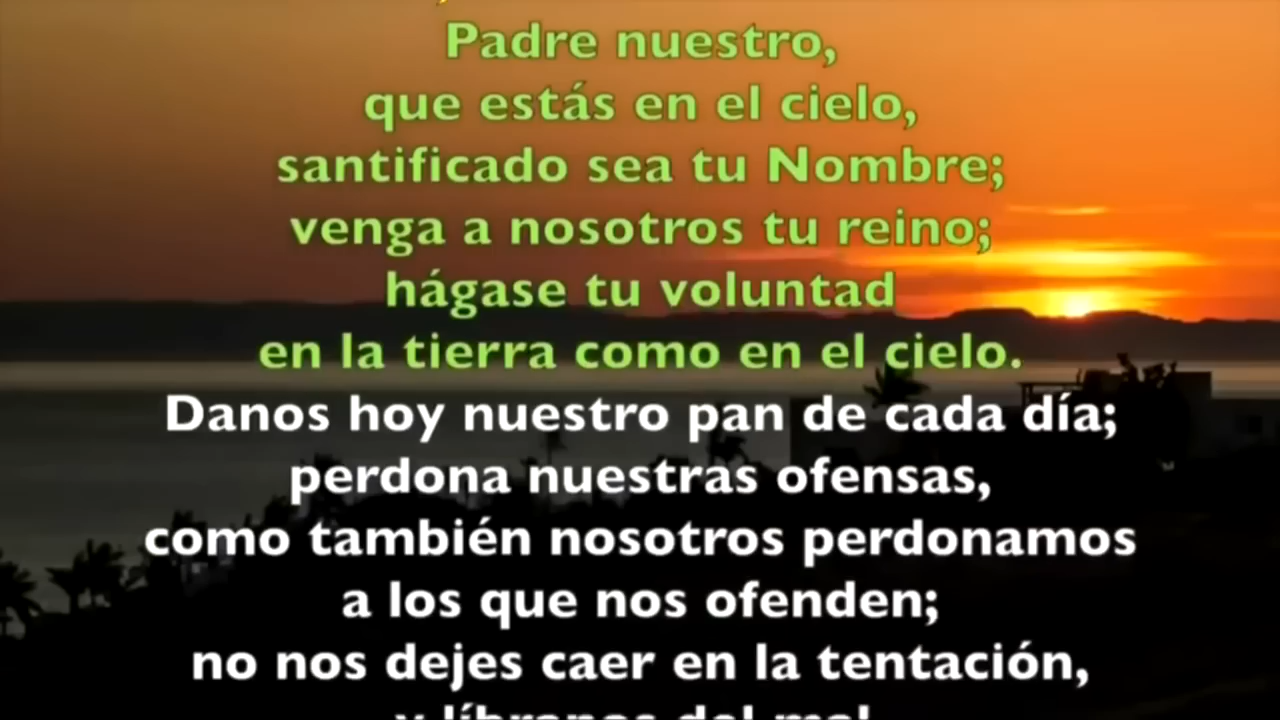 Padre nuestro,
que estás en el cielo,
santificado sea tu Nombre;
venga a nosotros tu reino;
hágase tu voluntad
en la tierra como en el cielo.
Danos hoy nuestro pan de cada día;
perdona nuestras ofensas,
como también nosotros perdonamos
a los que nos ofenden;
no nos dejes caer en la tentación,
y líbranos del mal